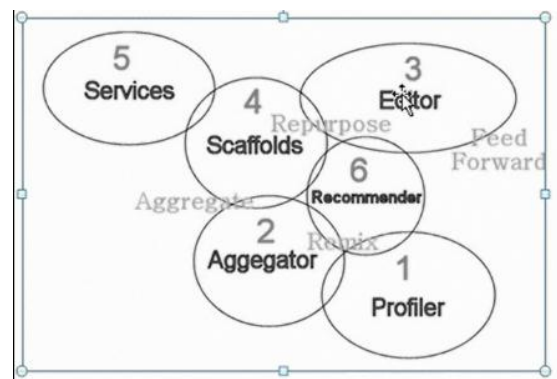 5
Services
3
Editor
4
Scaffolds
Repurpose
Feed
Forward
6
Recommender
Aggregate
2
Aggegator
Remix
1
Profiler